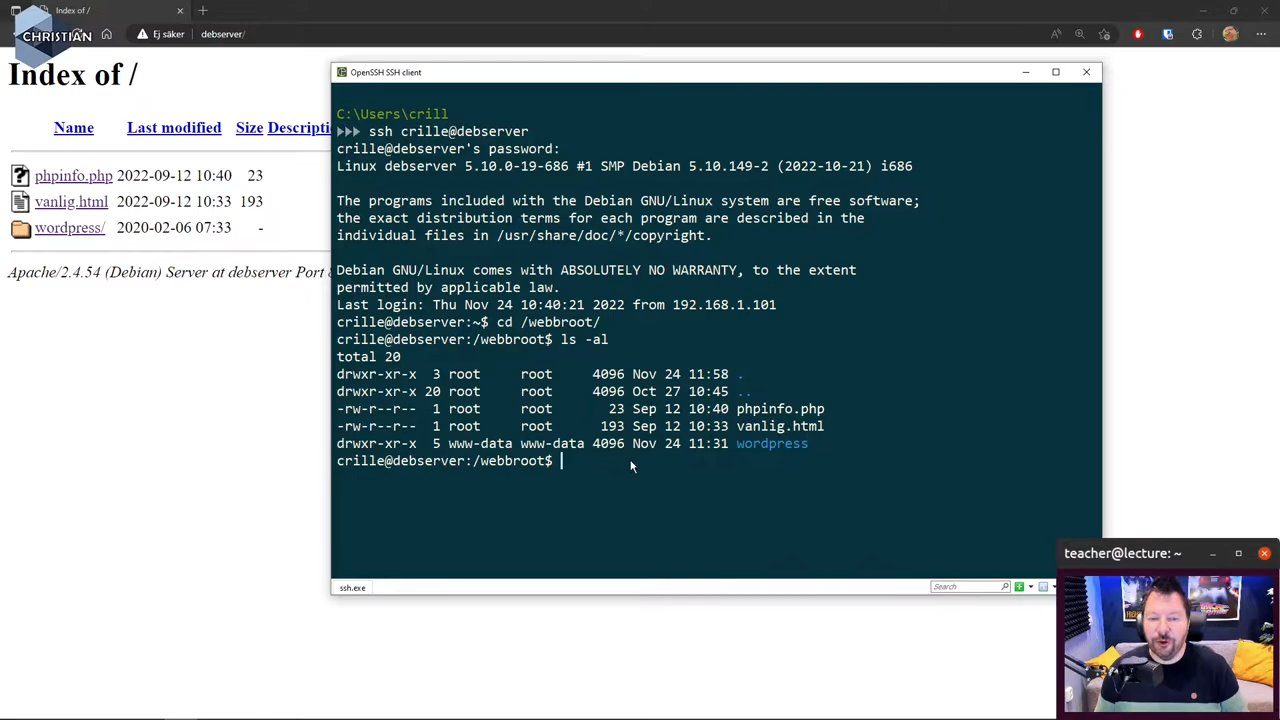 Index of /
CHRISTIAN
Ej säker
debserver/
Index of /
Name Last modified Size Descripti
phpinfo.php 2022-09-12 10:40 23
vanlig.html 2022-09-12 10:33 193
wordpress/ 2020-02-06 07:33 -
Apache/2.4.54 (Debian) Server at debserver Port
OpenSSH SSH client
C:\Users\crill
>>> ssh crille@debserver
crille@debserver's password:
Linux debserver 5.10.0-19-686 #1 SMP Debian 5.10.149-2 (2022-10-21) i686
The programs included with the Debian GNU/Linux system are free software;
the exact distribution terms for each program are described in the
individual files in /usr/share/doc/*/copyright.
Debian GNU/Linux comes with ABSOLUTELY NO WARRANTY, to the extent
permitted by applicable law.
Last login: Thu Nov 24 10:40:21 2022 from 192.168.1.101
crille@debserver:~$ cd /webbroot/
crille@debserver:/webbroot$ ls -al
total 20
drwxr-xr-x 3 root root 4096 Nov 24 11:58 .
drwxr-xr-x 20 root root 4096 Oct 27 10:45 ..
-rw-r--r-- 1 root root 23 Sep 12 10:40 phpinfo.php
-rw-r--r-- 1 root root 193 Sep 12 10:33 vanlig.html
drwxr-xr-x 5 www-data www-data 4096 Nov 24 11:31 wordpress
crille@debserver:/webbroot$
ssh.exe
Search
teacher@lecture: ~